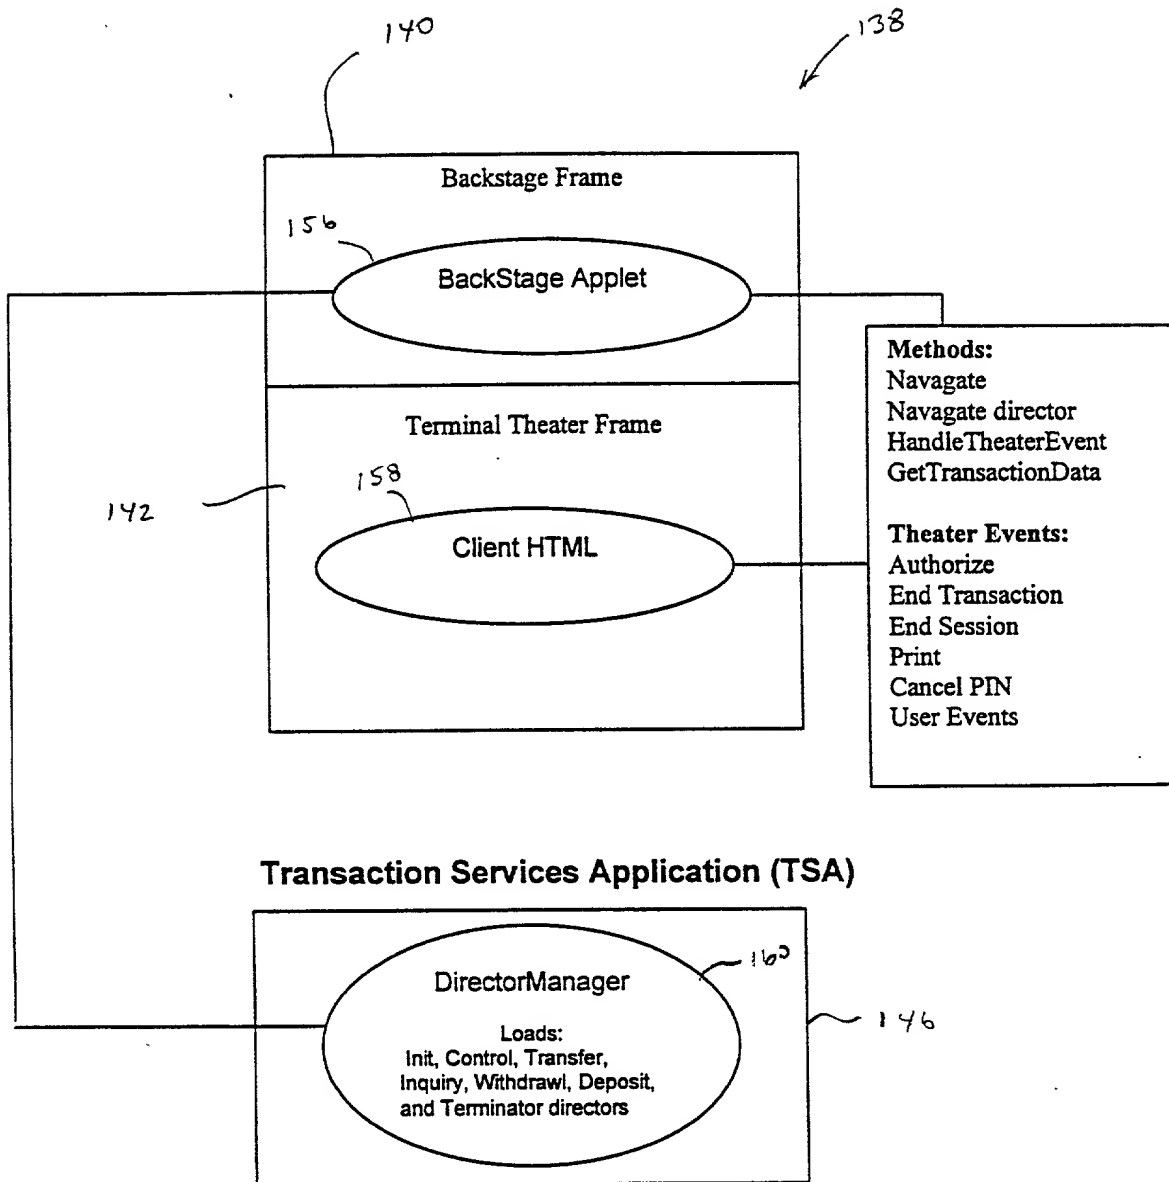 140
138
Backstage Frame
156
BackStage Applet
Methods:
Navagate
Navagate director
HandleTheaterEvent
GetTransactionData
Theater Events:
Authorize
End Transaction
End Session
Print
Cancel PIN
User Events
Terminal Theater Frame
142
158
Client HTML
Transaction Services Application (TSA)
160
DirectorManager
146
Loads:
Init, Control, Transfer,
Inquiry, Withdrawl, Deposit,
and Terminator directors